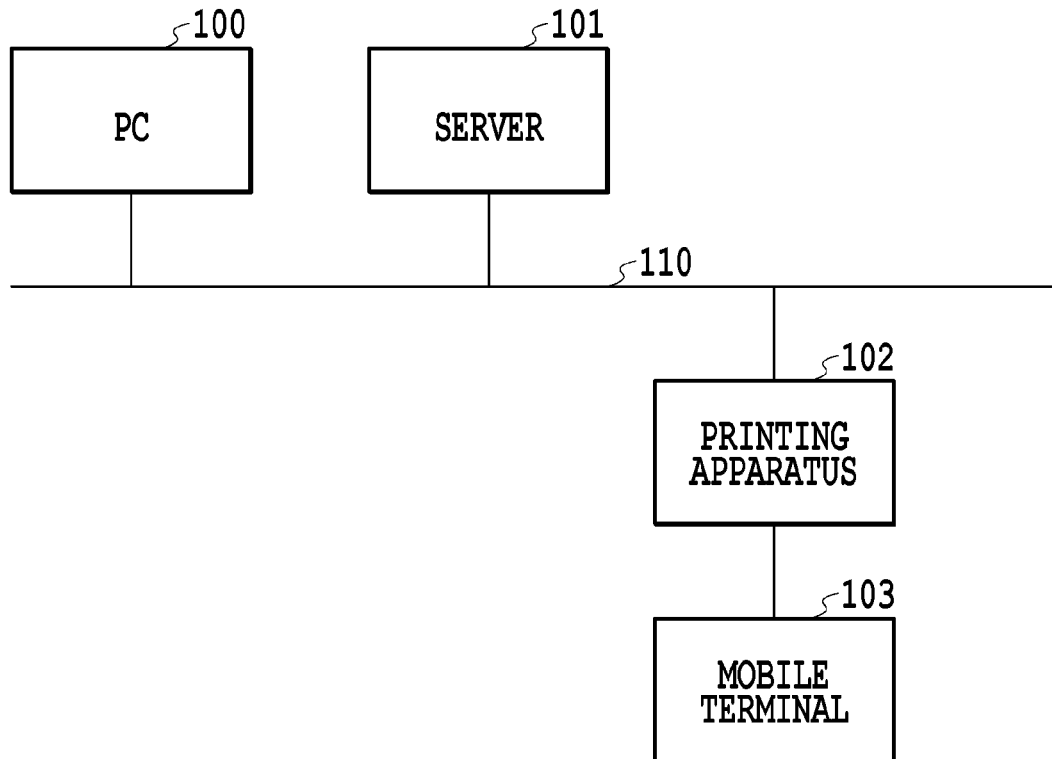 100
101
PC
SERVER
110
102
PRINTING
APPARATUS
103
MOBILE
TERMINAL